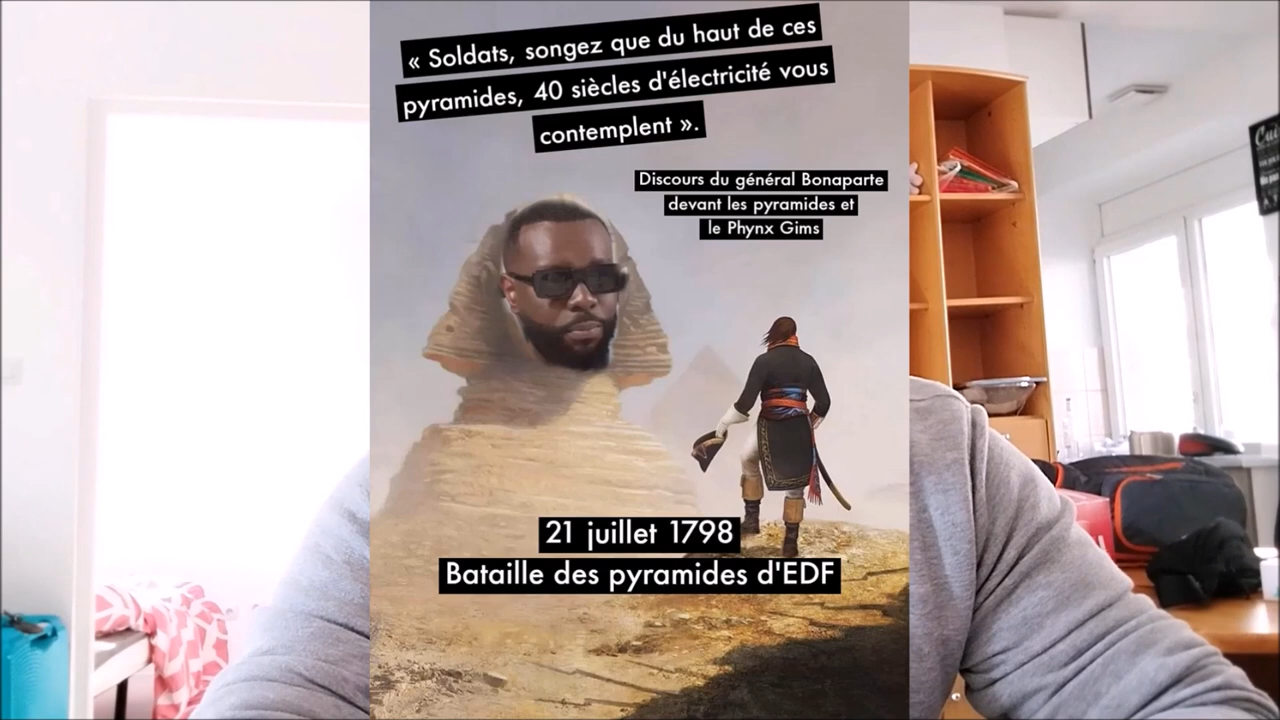 « Soldats, songez que du haut de ces
pyramides, 40 siècles d'électricité vous
contemplent ».
Discours du général Bonaparte
devant les pyramides et
le Phynx Gims
21 juillet 1798
Bataille des pyramides d'EDF